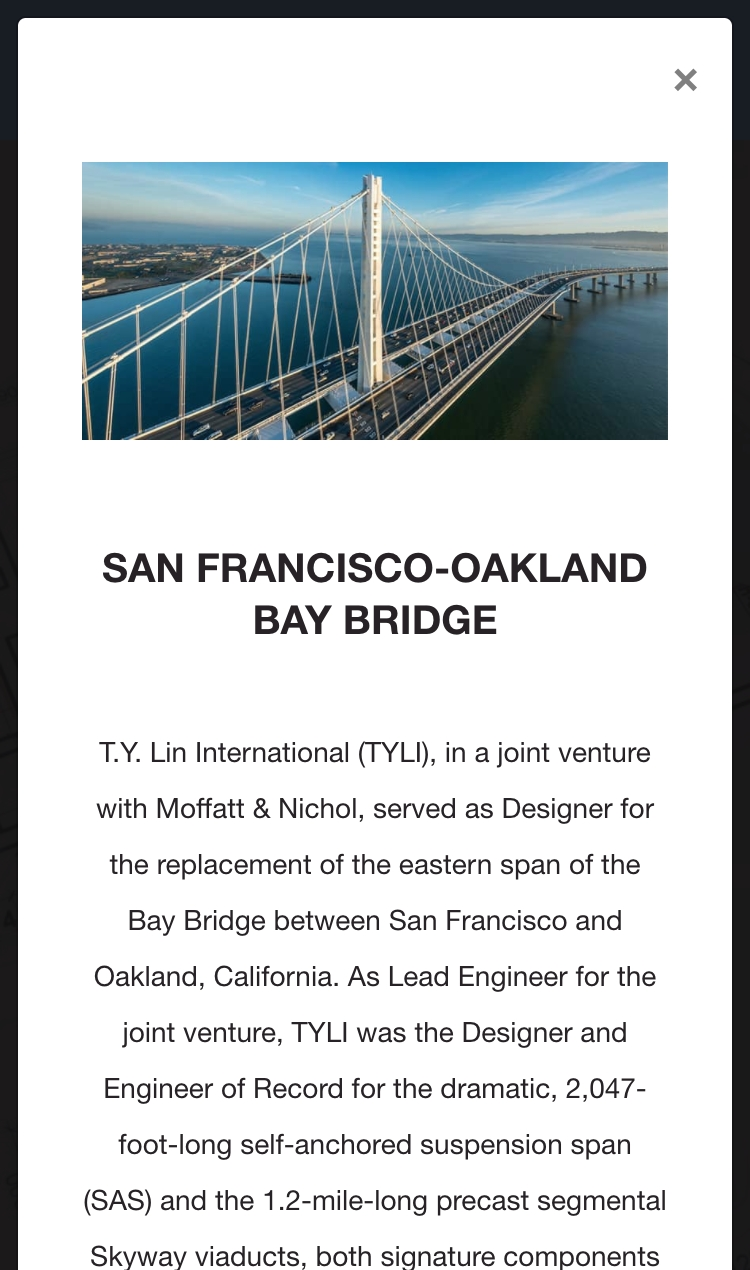 ×
SAN FRANCISCO-OAKLAND
BAY BRIDGE
T.Y. Lin International (TYLI), in a joint venture
with Moffatt & Nichol, served as Designer for
the replacement of the eastern span of the
Bay Bridge between San Francisco and
Oakland, California. As Lead Engineer for the
joint venture, TYLI was the Designer and
Engineer of Record for the dramatic, 2,047-
foot-long self-anchored suspension span
(SAS) and the 1.2-mile-long precast segmental
Skyway viaducts, both signature components